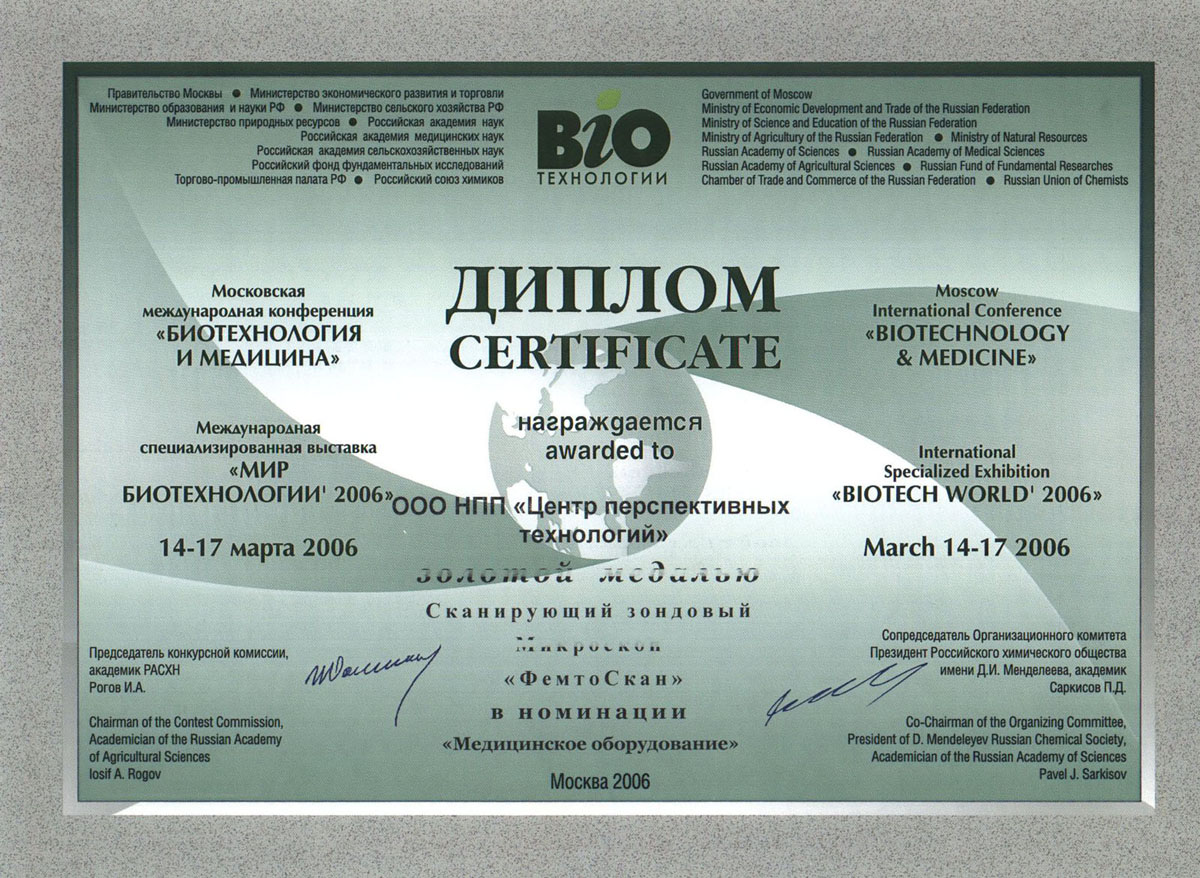 Правительство Москвы ● Министерство экономического развития и торговли
Министерство образования и науки РФ ● Министерство сельского хозяйства РФ
Министерство природных ресурсов ● Российская академия наук
Российская академия медицинских наук
Российская академия сельскохозяйственных наук
Российский фонд фундаментальных исследований
Торгово-промышленная палата РФ ● Российский союз химиков
BiO
ТЕХНОЛОГИИ
Government of Moscow
Ministry of Economic Development and Trade of the Russian Federation
Ministry of Science and Education of the Russian Federation
Ministry of Agricultury of the Russian Federation ● Ministry of Natural Resources
Russian Academy of Sciences ● Russian Academy of Medical Sciences
Russian Academy of Agricultural Sciences ● Russian Fund of Fundamental Researches
Chamber of Trade and Commerce of the Russian Federation ● Russian Union of Chemists
ДИПЛОМ
CERTIFICATE
Московская
международная конференция
«БИОТЕХНОЛОГИЯ
И МЕДИЦИНА»
Международная
специализированная выставка
«МИР
БИОТЕХНОЛОГИИ' 2006»
14-17 марта 2006
Moscow
International Conference
«BIOTECHNOLOGY
& MEDICINE»
International
Specialized Exhibition
«BIOTECH WORLD' 2006»
March 14-17 2006
награждается
awarded to
ООО НПП «Центр перспективных
технологий»
золотой медалью
Сканирующий зондовый
Микроскоп
«ФемтоСкан»
в номинации
«Медицинское оборудование»
Москва 2006
Председатель конкурсной комиссии,
академик РАСХН
Рогов И.А.
Chairman of the Contest Commission,
Academician of the Russian Academy
of Agricultural Sciences
Iosif A. Rogov
Сопредседатель Организационного комитета
Президент Российского химического общества
имени Д.И. Менделеева, академик
Саркисов П.Д.
Co-Chairman of the Organizing Committee,
President of D. Mendeleyev Russian Chemical Society,
Academician of the Russian Academy of Sciences
Pavel J. Sarkisov